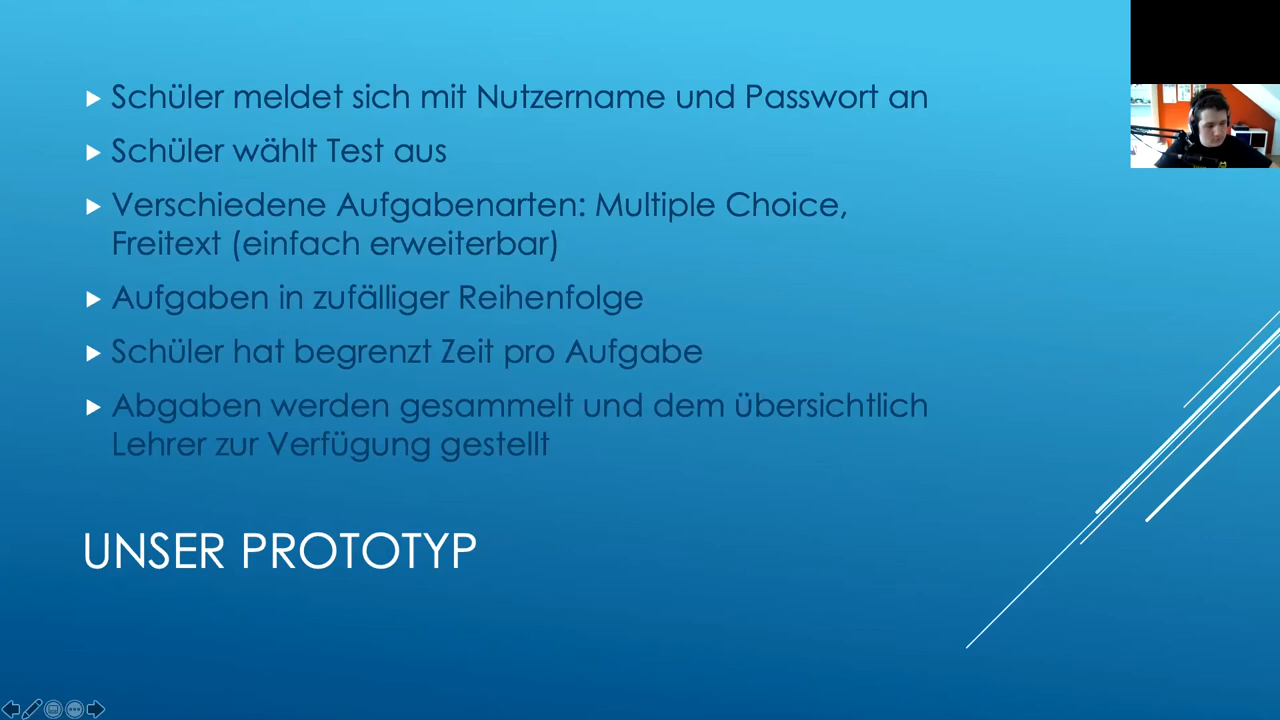 Schüler meldet sich mit Nutzername und Passwort an
Schüler wählt Test aus
Verschiedene Aufgabenarten: Multiple Choice,
Freitext (einfach erweiterbar)
Aufgaben in zufälliger Reihenfolge
Schüler hat begrenzt Zeit pro Aufgabe
Abgaben werden gesammelt und dem übersichtlich
Lehrer zur Verfügung gestellt
UNSER PROTOTYP